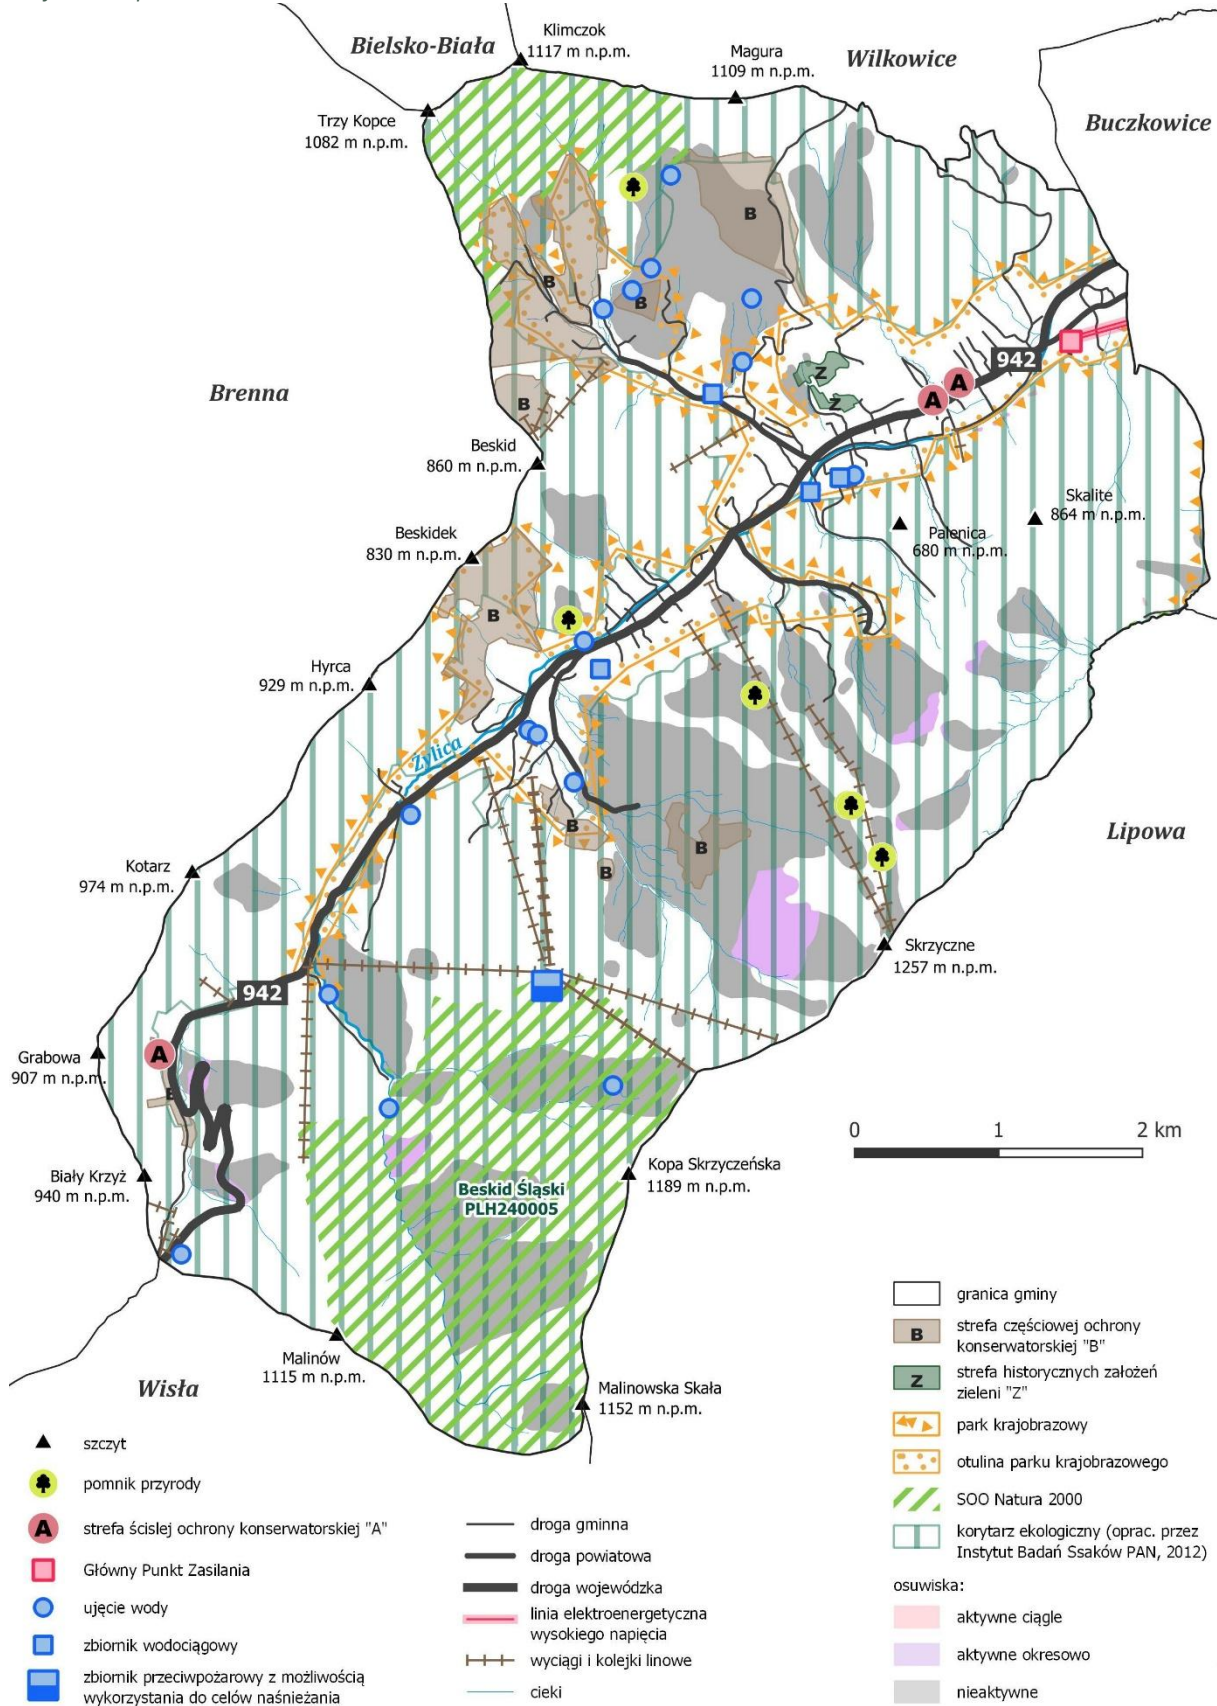 Bielsko-Biała
Klimczok
1117 m n.p.m.
Magura
1109 m n.p.m.
Wilkowice
Buczkowice
Trzy Kopce
1082 m n.p.m.
B
B
B
942
Brenna
Z
Z
A
A
B
Beskid
860 m n.p.m.
Skalite
864 m n.p.m.
Palenica
680 m n.p.m.
Beskidek
830 m n.p.m.
B
Hyrca
929 m n.p.m.
Żylica
Lipowa
B
B
B
Kotarz
974 m n.p.m.
Skrzyczne
1257 m n.p.m.
942
Grabowa
907 m n.p.m.
A
B
0 1 2 km
Biały Krzyż
940 m n.p.m.
Kopa Skrzyczeńska
1189 m n.p.m.
Beskid Śląski
PLH240005
Malinów
1115 m n.p.m.
Wisła
Malinowska Skała
1152 m n.p.m.
szczyt
pomnik przyrody
A strefa ścisłej ochrony konserwatorskiej "A"
Główny Punkt Zasilania
ujęcie wody
zbiornik wodociągowy
zbiornik przeciwpożarowy z możliwością
wykorzystania do celów naśnieżania
droga gminna
droga powiatowa
droga wojewódzka
linia elektroenergetyczna
wysokiego napięcia
wyciągi i kolejki linowe
cieki
granica gminy
B strefa częściowej ochrony
konserwatorskiej "B"
Z strefa historycznych założeń
zieleni "Z"
park krajobrazowy
otulina parku krajobrazowego
SOO Natura 2000
korytarz ekologiczny (oprac. przez
Instytut Badań Ssaków PAN, 2012)
osuwiska:
aktywne ciągle
aktywne okresowo
nieaktywne